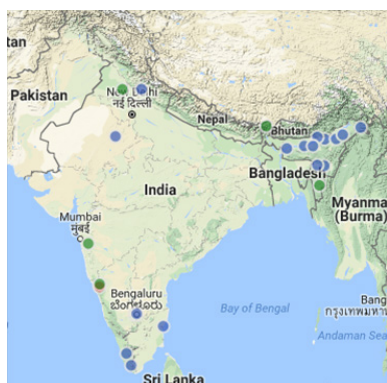 tan
New Delhi
नई दिल्ली
Pakistan
Nepal
Bhutan
Bangladesh
India
Myanmar
(Burma)
Mumbai
मुंबई
Bengaluru
ಬೆಂಗಳೂರು
Bay of Bengal
Bang
กรุงเทพมหา
Andaman Sea
Sri Lanka